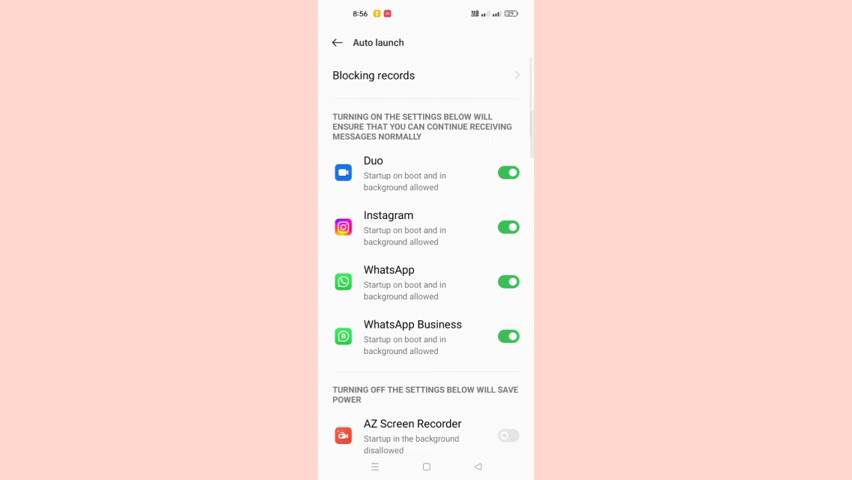 8:56
Auto launch
Blocking records
TURNING ON THE SETTINGS BELOW WILL
ENSURE THAT YOU CAN CONTINUE RECEIVING
MESSAGES NORMALLY
Duo
Startup on boot and in
background allowed
Instagram
Startup on boot and in
background allowed
WhatsApp
Startup on boot and in
background allowed
WhatsApp Business
Startup on boot and in
background allowed
TURNING OFF THE SETTINGS BELOW WILL SAVE
POWER
AZ Screen Recorder
Startup in the background
disallowed